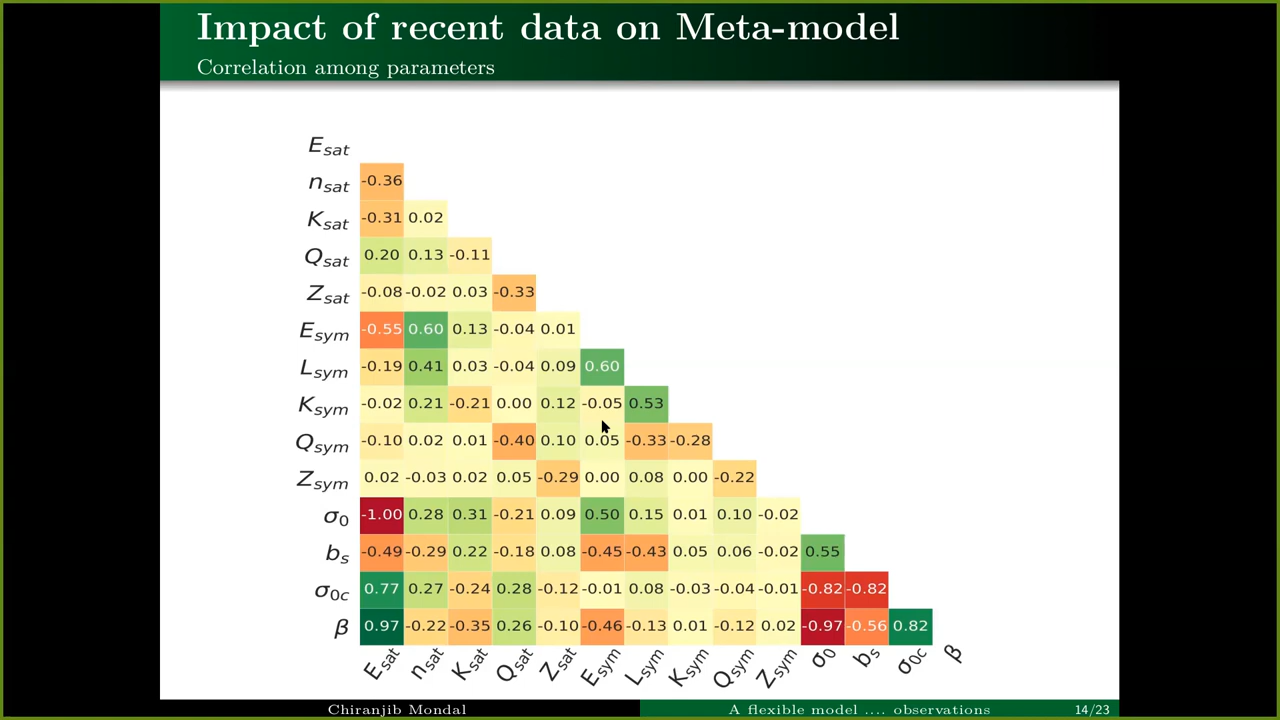 Impact of recent data on Meta-model
Correlation among parameters
E_sat
n_sat -0.36
K_sat -0.31 0.02
Q_sat 0.20 0.13 -0.11
Z_sat -0.08 -0.02 0.03 -0.33
E_sym -0.55 0.60 0.13 -0.04 0.01
L_sym -0.19 0.41 0.03 -0.04 0.09 0.60
K_sym -0.02 0.21 -0.21 0.00 0.12 -0.05 0.53
Q_sym -0.10 0.02 0.01 -0.40 0.10 0.05 -0.33 -0.28
Z_sym 0.02 -0.03 0.02 0.05 -0.29 0.00 0.08 0.00 -0.22
σ_0 -1.00 0.28 0.31 -0.21 0.09 0.50 0.15 0.01 0.10 -0.02
b_s -0.49 -0.29 0.22 -0.18 0.08 -0.45 -0.43 0.05 0.06 -0.02 0.55
σ_0c 0.77 0.27 -0.24 0.28 -0.12 -0.01 0.08 -0.03 -0.04 -0.01 -0.82 -0.82
β 0.97 -0.22 -0.35 0.26 -0.10 -0.46 -0.13 0.01 -0.12 0.02 -0.97 -0.56 0.82
E_sat n_sat K_sat Q_sat Z_sat E_sym L_sym K_sym Q_sym Z_sym σ_0 b_s σ_0c β
Chiranjib Mondal A flexible model .... observations 14/23